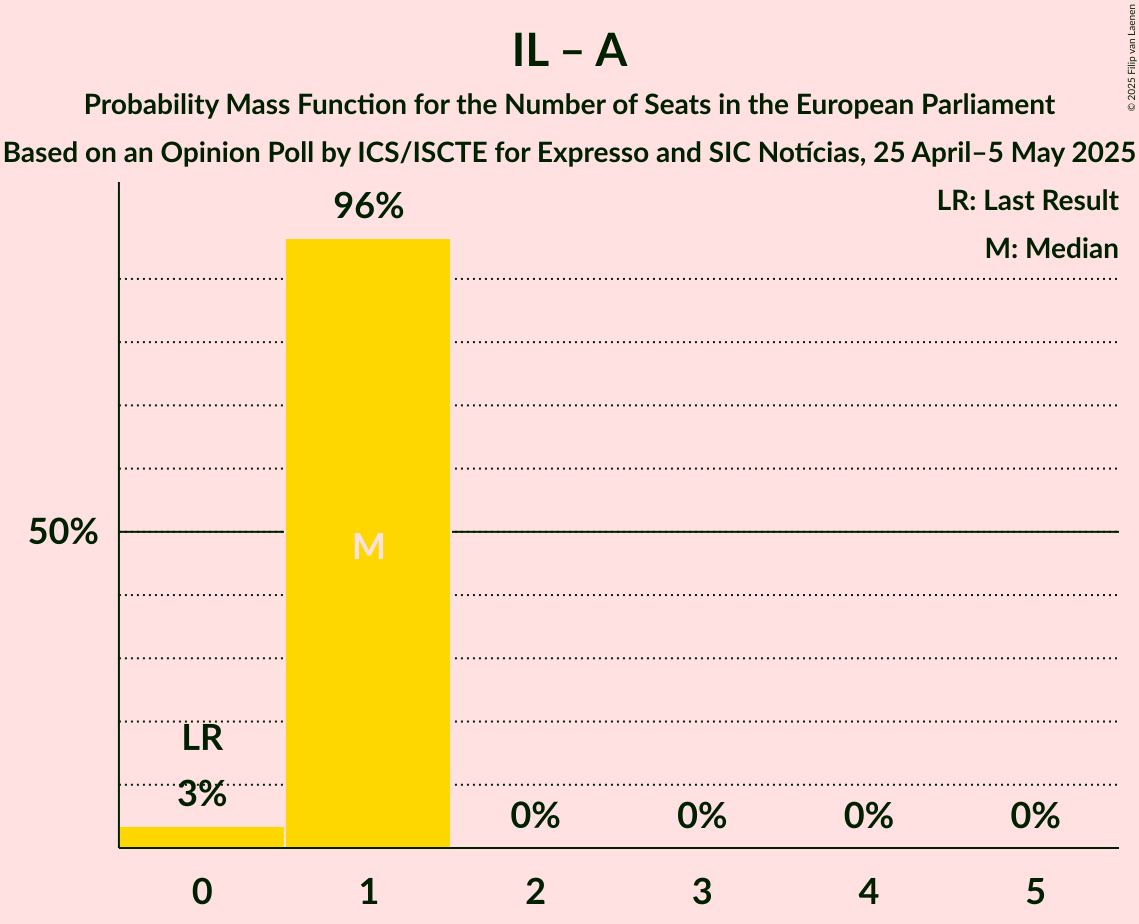 IL – A
Probability Mass Function for the Number of Seats in the European Parliament
Based on an Opinion Poll by ICS/ISCTE for Expresso and SIC Notícias, 25 April–5 May 2025
© 2025 Filip van Laenen
LR: Last Result
M: Median
96%
50%
M
LR
3%
0%
0%
0%
0%
0
1
2
3
4
5